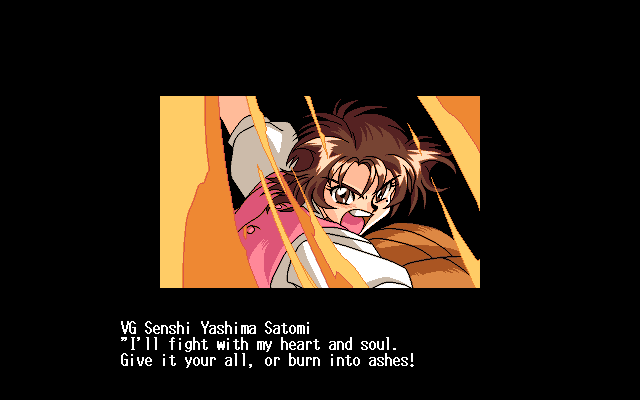 VG Senshi Yashima Satomi
"I'll fight with my heart and soul.
Give it your all, or burn into ashes!